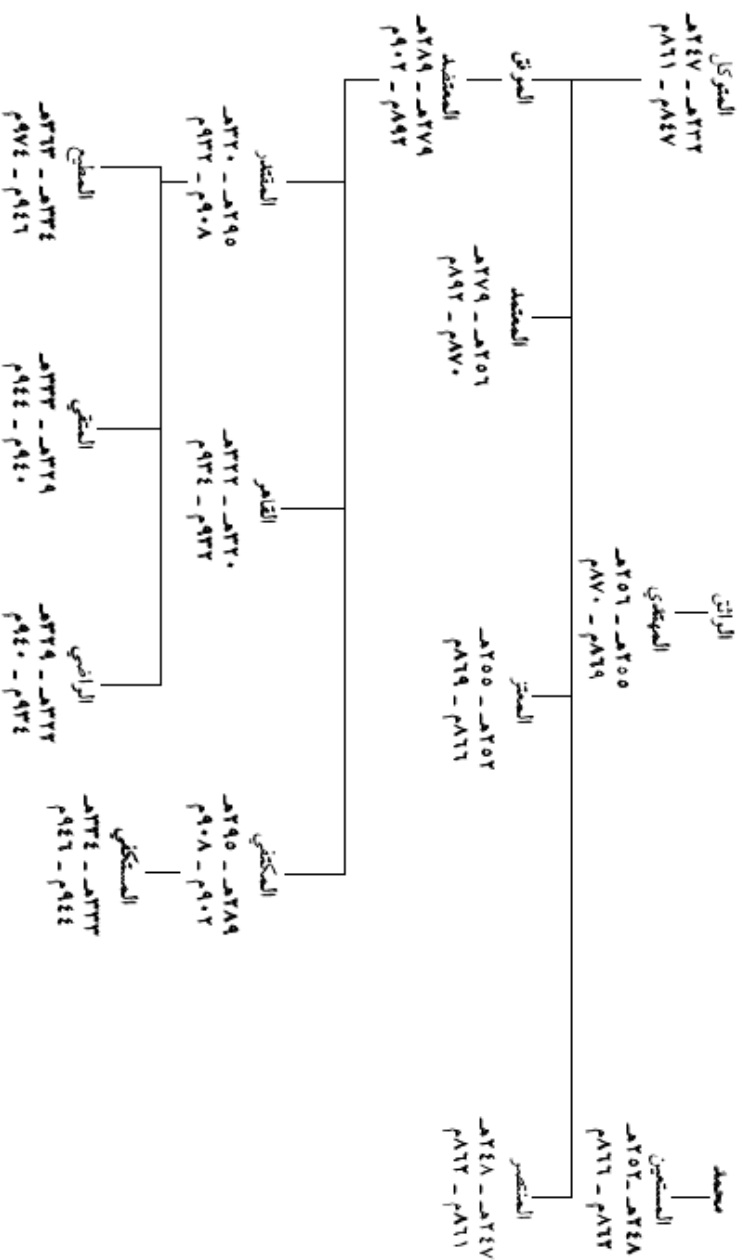 محمد
الواثق
المتوكل
٢٣٢هـ - ٢٤٧هـ
٨٤٧م - ٨٦١م
المستعين
٢٤٨هـ - ٢٥٢هـ
٨٦٢م - ٨٦٦م
المهتدي
٢٥٥هـ - ٢٥٦هـ
٨٦٩م - ٨٧٠م
المنتصر
٢٤٧هـ - ٢٤٨هـ
٨٦١م - ٨٦٢م
المعتز
٢٥٢هـ - ٢٥٥هـ
٨٦٦م - ٨٦٩م
المعتمد
٢٥٦هـ - ٢٧٩هـ
٨٧٠م - ٨٩٢م
الموفق
المعتضد
٢٧٩هـ - ٢٨٩هـ
٨٩٢م - ٩٠٢م
المكتفي
٢٨٩هـ - ٢٩٥هـ
٩٠٢م - ٩٠٨م
القاهر
٣٢٠هـ - ٣٢٢هـ
٩٣٢م - ٩٣٤م
المقتدر
٢٩٥هـ - ٣٢٠هـ
٩٠٨م - ٩٣٢م
المستكفي
٣٣٣هـ - ٣٣٤هـ
٩٤٤م - ٩٤٦م
الراضي
٣٢٢هـ - ٣٢٩هـ
٩٣٤م - ٩٤٠م
المتقي
٣٢٩هـ - ٣٣٣هـ
٩٤٠م - ٩٤٤م
المطيع
٣٣٤هـ - ٣٦٣هـ
٩٤٦م - ٩٧٤م